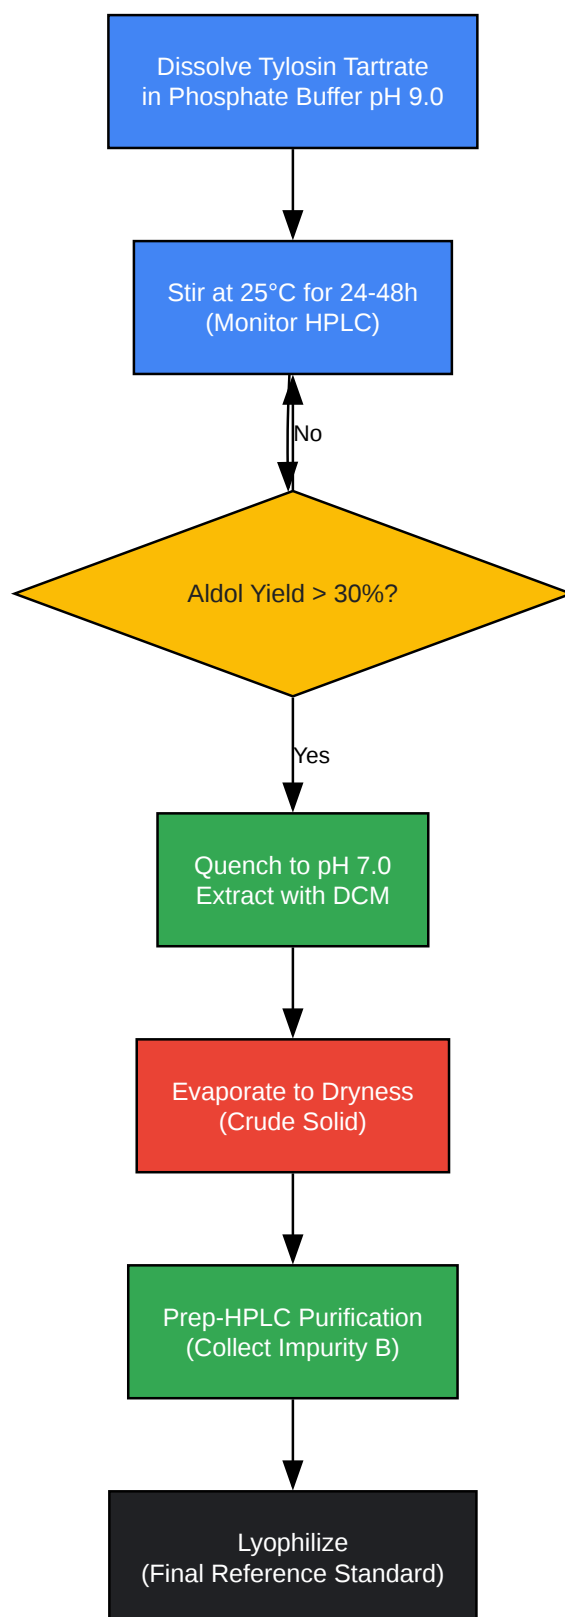 Dissolve Tylosin Tartrate
in Phosphate Buffer pH 9.0
Stir at 25°C for 24-48h
(Monitor HPLC)
No
Aldol Yield > 30%?
Yes
Quench to pH 7.0
Extract with DCM
Evaporate to Dryness
(Crude Solid)
Prep-HPLC Purification
(Collect Impurity B)
Lyophilize
(Final Reference Standard)